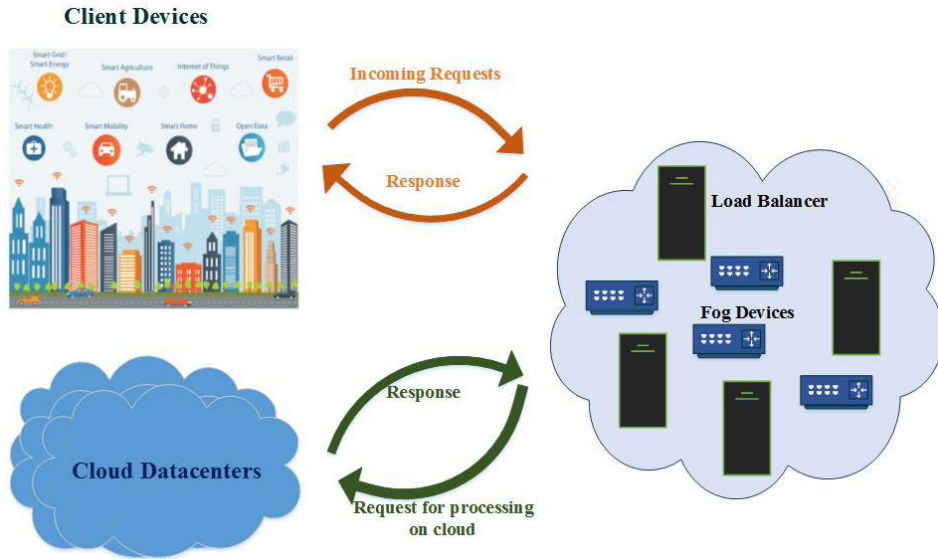 Client Devices
Smart Grid/
Smart Energy
Smart Agriculture
Internet of Things
Smart Retail
Smart Health
Smart Mobility
Smart Home
Open Data
Incoming Requests
Response
Load Balancer
Fog Devices
Response
Cloud Datacenters
Request for processing
on cloud